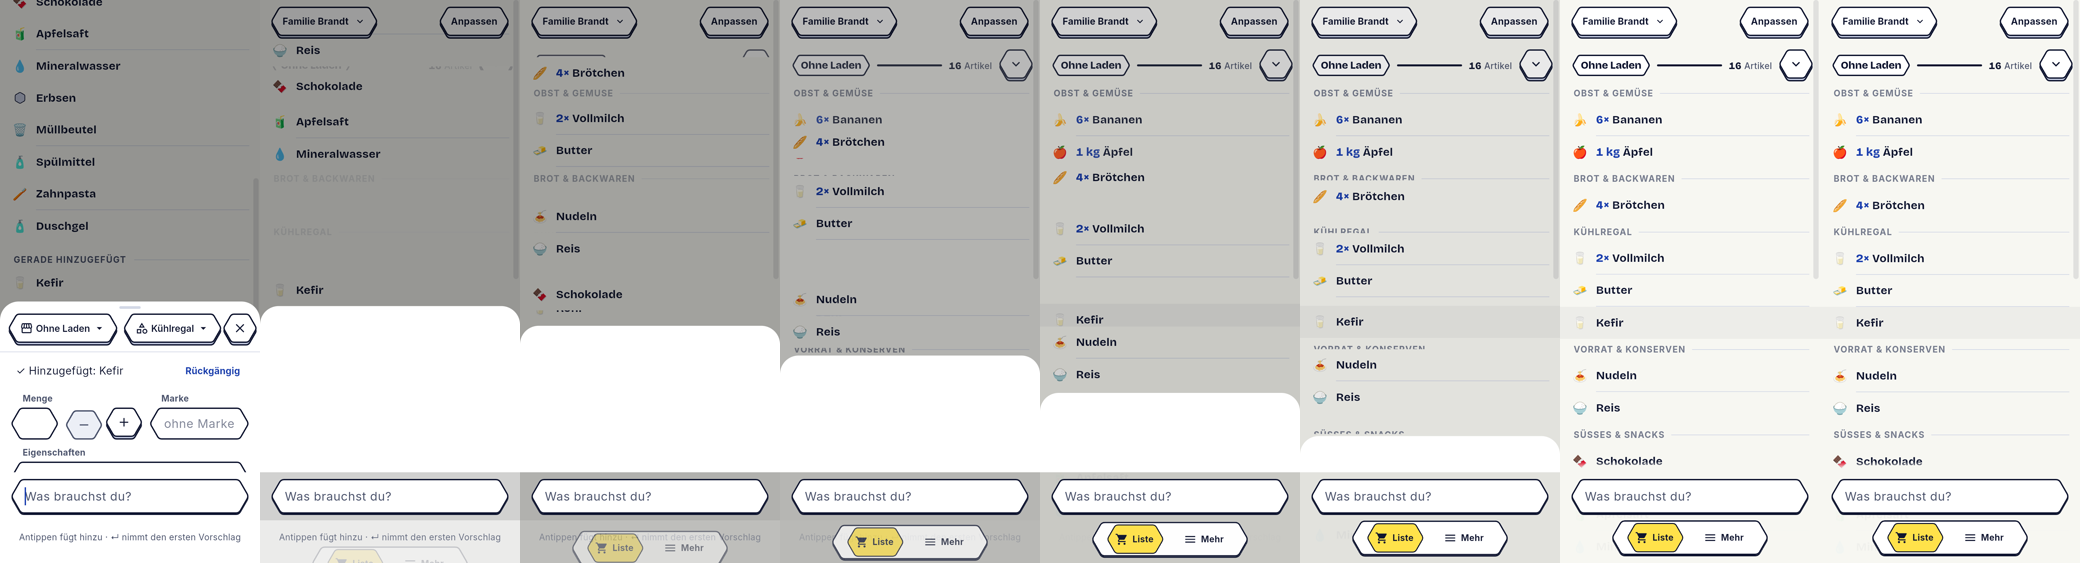 Schokolade
Apfelsaft
Mineralwasser
Erbsen
Müllbeutel
Spülmittel
Zahnpasta
Duschgel
GERADE HINZUGEFÜGT
Kefir
Ohne Laden
Kühlregal
✓ Hinzugefügt: Kefir
Rückgängig
Menge
Marke
– + ohne Marke
Eigenschaften
Was brauchst du?
Antippen fügt hinzu · ↵ nimmt den ersten Vorschlag
Familie Brandt
Anpassen
Reis
Schokolade
Apfelsaft
Mineralwasser
BROT & BACKWAREN
KÜHLREGAL
Kefir
Was brauchst du?
Antippen fügt hinzu · ↵ nimmt den ersten Vorschlag
Liste
Mehr
Familie Brandt
Anpassen
4× Brötchen
OBST & GEMÜSE
2× Vollmilch
Butter
BROT & BACKWAREN
Nudeln
Reis
Schokolade
Was brauchst du?
Liste
Mehr
Familie Brandt
Anpassen
Ohne Laden
16 Artikel
OBST & GEMÜSE
6× Bananen
4× Brötchen
2× Vollmilch
Butter
Nudeln
Reis
VORRAT & KONSERVEN
Was brauchst du?
Liste
Mehr
Familie Brandt
Anpassen
Ohne Laden
16 Artikel
OBST & GEMÜSE
6× Bananen
1 kg Äpfel
4× Brötchen
2× Vollmilch
Butter
Kefir
Nudeln
Reis
Was brauchst du?
Liste
Mehr
Familie Brandt
Anpassen
Ohne Laden
16 Artikel
OBST & GEMÜSE
6× Bananen
1 kg Äpfel
BROT & BACKWAREN
4× Brötchen
KÜHLREGAL
2× Vollmilch
Butter
Kefir
VORRAT & KONSERVEN
Nudeln
Reis
SÜSSES & SNACKS
Was brauchst du?
Liste
Mehr
Familie Brandt
Anpassen
Ohne Laden
16 Artikel
OBST & GEMÜSE
6× Bananen
1 kg Äpfel
BROT & BACKWAREN
4× Brötchen
KÜHLREGAL
2× Vollmilch
Butter
Kefir
VORRAT & KONSERVEN
Nudeln
Reis
SÜSSES & SNACKS
Schokolade
Was brauchst du?
Liste
Mehr
Familie Brandt
Anpassen
Ohne Laden
16 Artikel
OBST & GEMÜSE
6× Bananen
1 kg Äpfel
BROT & BACKWAREN
4× Brötchen
KÜHLREGAL
2× Vollmilch
Butter
Kefir
VORRAT & KONSERVEN
Nudeln
Reis
SÜSSES & SNACKS
Schokolade
Was brauchst du?
Liste
Mehr